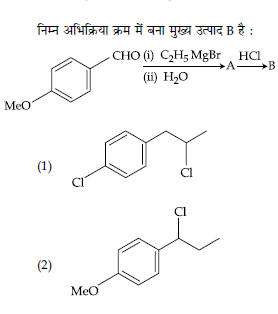 निम्न अभिक्रिया क्रम में बना मुख्य उत्पाद B है :
CHO (i) C₂H₅MgBr A HCl B
(ii) H₂O
MeO
(1)
Cl
Cl
(2)
Cl
MeO